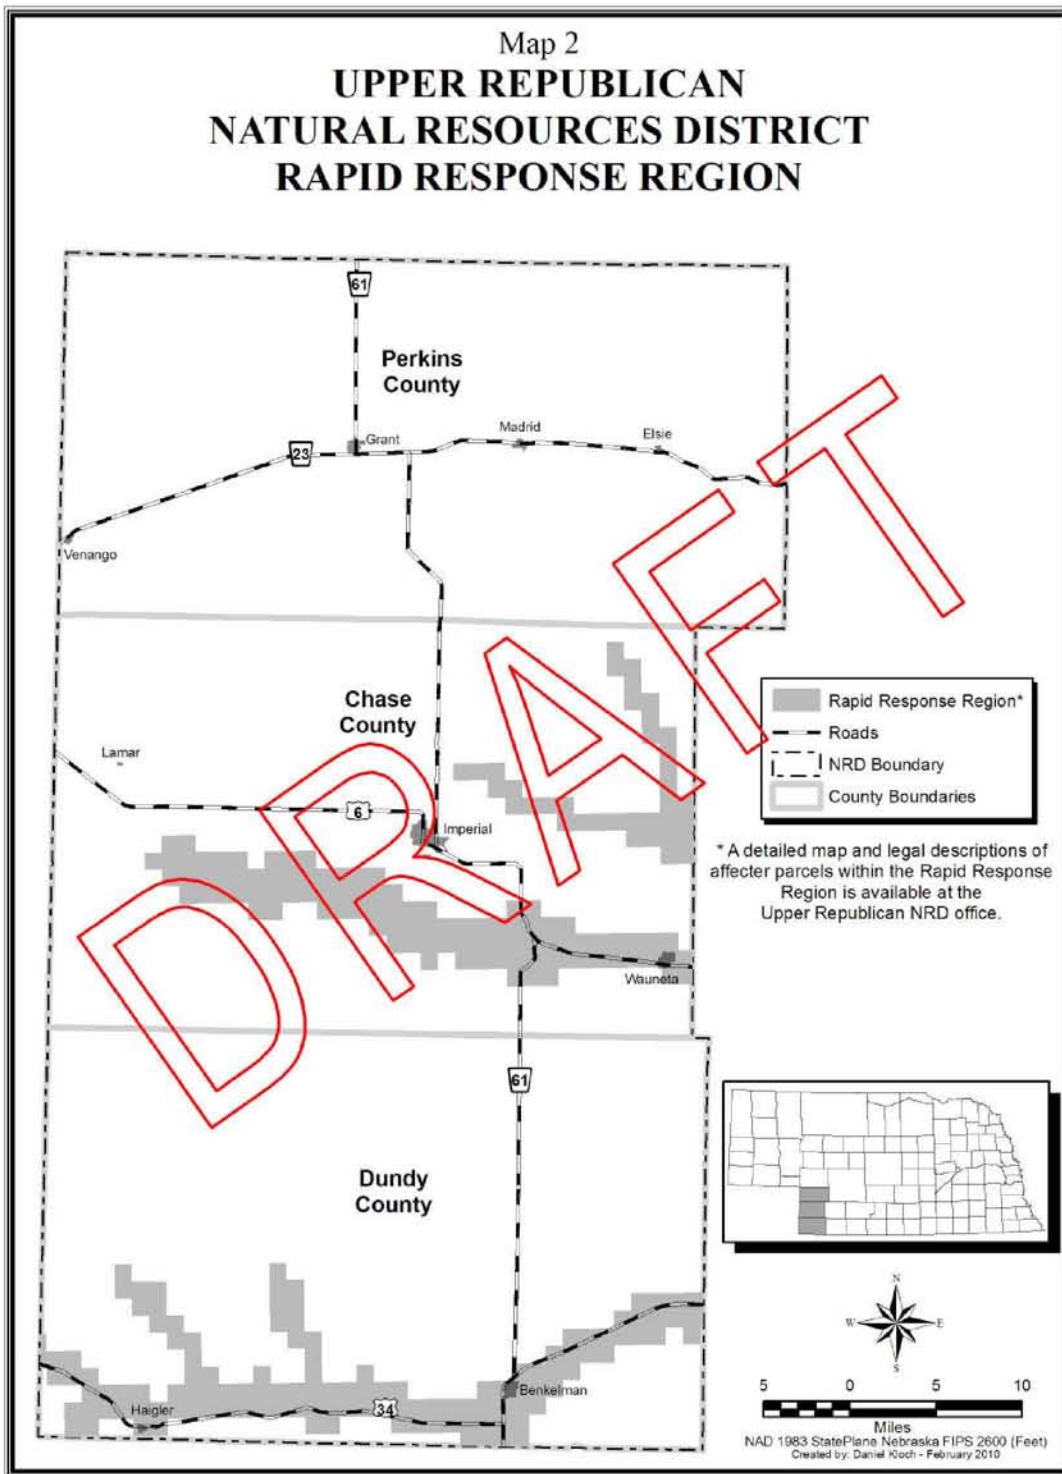 Map 2
UPPER REPUBLICAN
NATURAL RESOURCES DISTRICT
RAPID RESPONSE REGION
61
Perkins
County
23
Grant
Madrid
Elsie
Venango
Chase
County
Lamar
6
Imperial
Wauneta
61
Dundy
County
Benkelman
Haigler
34
DRAFT
Rapid Response Region*
Roads
NRD Boundary
County Boundaries
* A detailed map and legal descriptions of
affecter parcels within the Rapid Response
Region is available at the
Upper Republican NRD office.
N
W E
S
5 0 5 10
Miles
NAD 1983 StatePlane Nebraska FIPS 2600 (Feet)
Created by: Daniel Kloch - February 2010